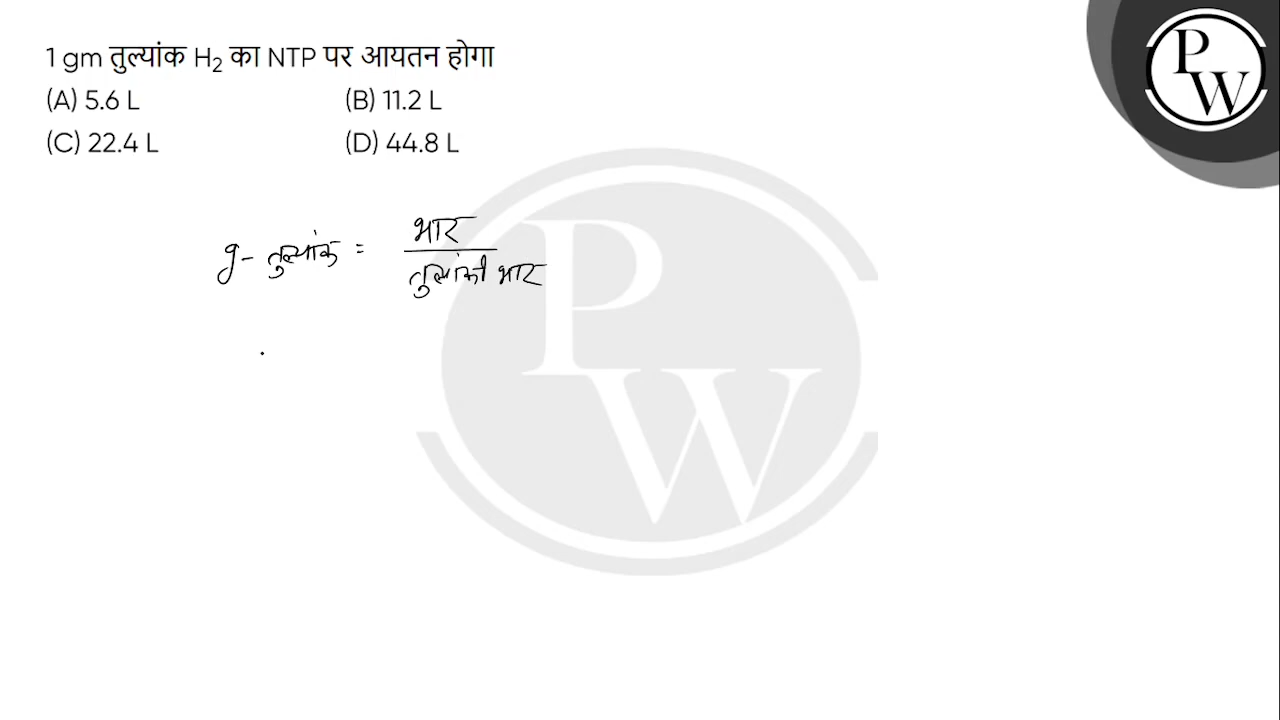 1 gm तुल्यांक H₂ का NTP पर आयतन होगा
(A) 5.6 L (B) 11.2 L
(C) 22.4 L (D) 44.8 L
g- तुल्यांक = भार
तुल्यांकी भार
P
W
P
W